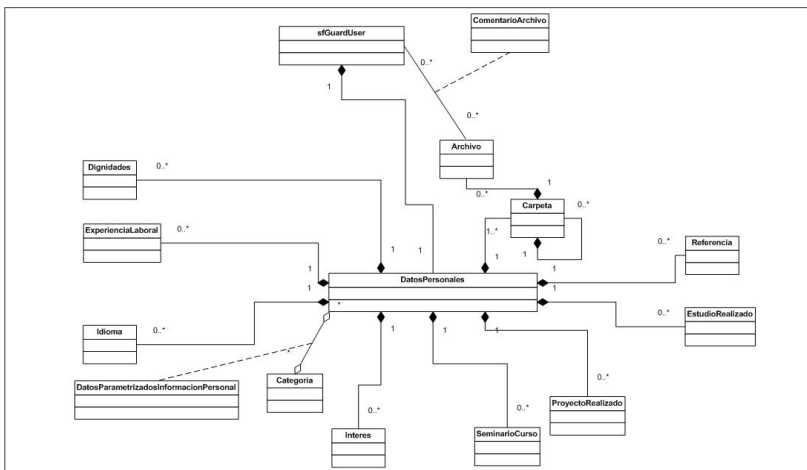 ComentarioArchivo
sfGuardUser
0..*
1
0..*
Archivo
Dignidades
0..*
0..*
1
Carpeta
0..*
ExperienciaLaboral
0..*
1..*
Referencia
0..*
1
1
1
1
1
1
DatosPersonales
1
1
*
EstudioRealizado
0..*
Idioma
0..*
1
1
1
*
DatosParametrizadosInformacionPersonal
Categoría
0..*
ProyectoRealizado
0..*
0..*
Interes
SeminarioCurso